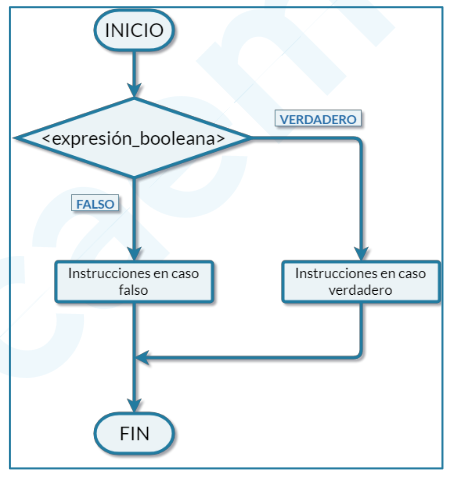 INICIO
<expresión_booleana>
VERDADERO
FALSO
Instrucciones en caso
falso
Instrucciones en caso
verdadero
FIN